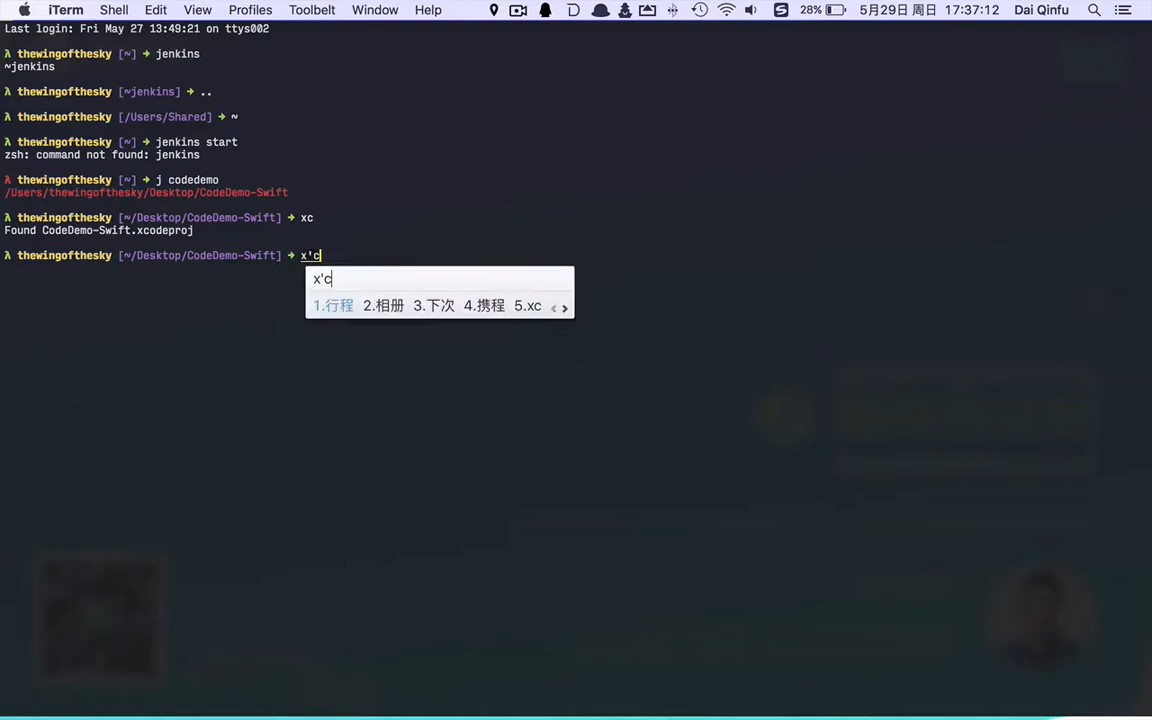 iTerm Shell Edit View Profiles Toolbelt Window Help 28% 5月29日 周日 17:37:12 Dai Qinfu
Last login: Fri May 27 13:49:21 on ttys002
λ thewingofthesky [~] → jenkins
~jenkins
λ thewingofthesky [~jenkins] → ..
λ thewingofthesky [/Users/Shared] → ~
λ thewingofthesky [~] → jenkins start
zsh: command not found: jenkins
λ thewingofthesky [~] → j codedemo
/Users/thewingofthesky/Desktop/CodeDemo-Swift
λ thewingofthesky [~/Desktop/CodeDemo-Swift] → xc
Found CodeDemo-Swift.xcodeproj
λ thewingofthesky [~/Desktop/CodeDemo-Swift] → x'c
x'c
1.行程 2.相册 3.下次 4.携程 5.xc